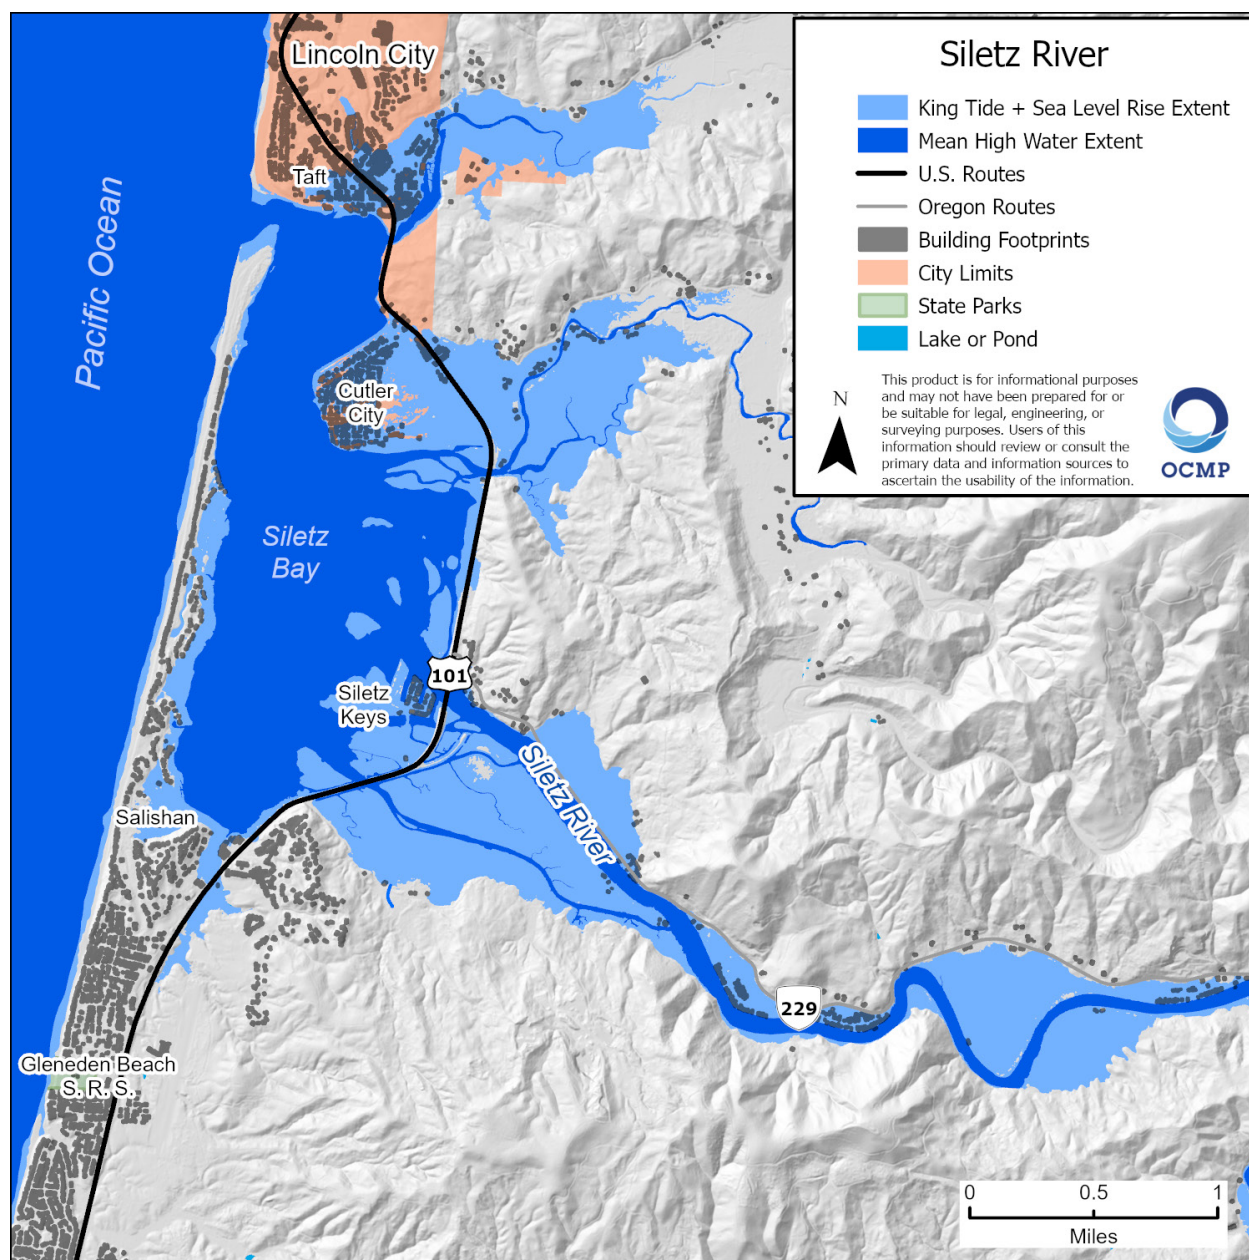 Siletz River
King Tide + Sea Level Rise Extent
Mean High Water Extent
U.S. Routes
Oregon Routes
Building Footprints
City Limits
State Parks
Lake or Pond
N
This product is for informational purposes
and may not have been prepared for or
be suitable for legal, engineering, or
surveying purposes. Users of this
information should review or consult the
primary data and information sources to
ascertain the usability of the information.
OCMP
Lincoln City
Taft
Pacific Ocean
Cutler
City
Siletz
Bay
101
Siletz
Keys
Siletz River
Salishan
229
Gleneden Beach
S. R. S.
0 0.5 1
Miles